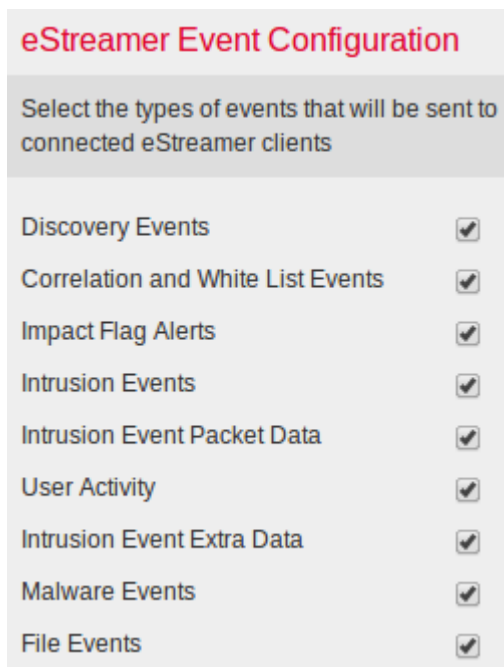 eStreamer Event Configuration
Select the types of events that will be sent to
connected eStreamer clients
Discovery Events
Correlation and White List Events
Impact Flag Alerts
Intrusion Events
Intrusion Event Packet Data
User Activity
Intrusion Event Extra Data
Malware Events
File Events